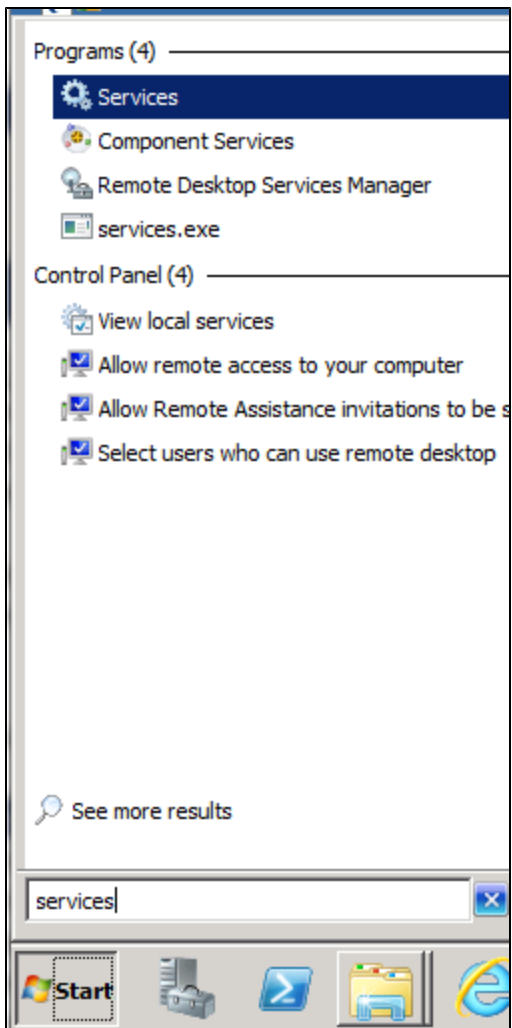 Programs (4)
Services
Component Services
Remote Desktop Services Manager
services.exe
Control Panel (4)
View local services
Allow remote access to your computer
Allow Remote Assistance invitations to be s
Select users who can use remote desktop
See more results
services
Start